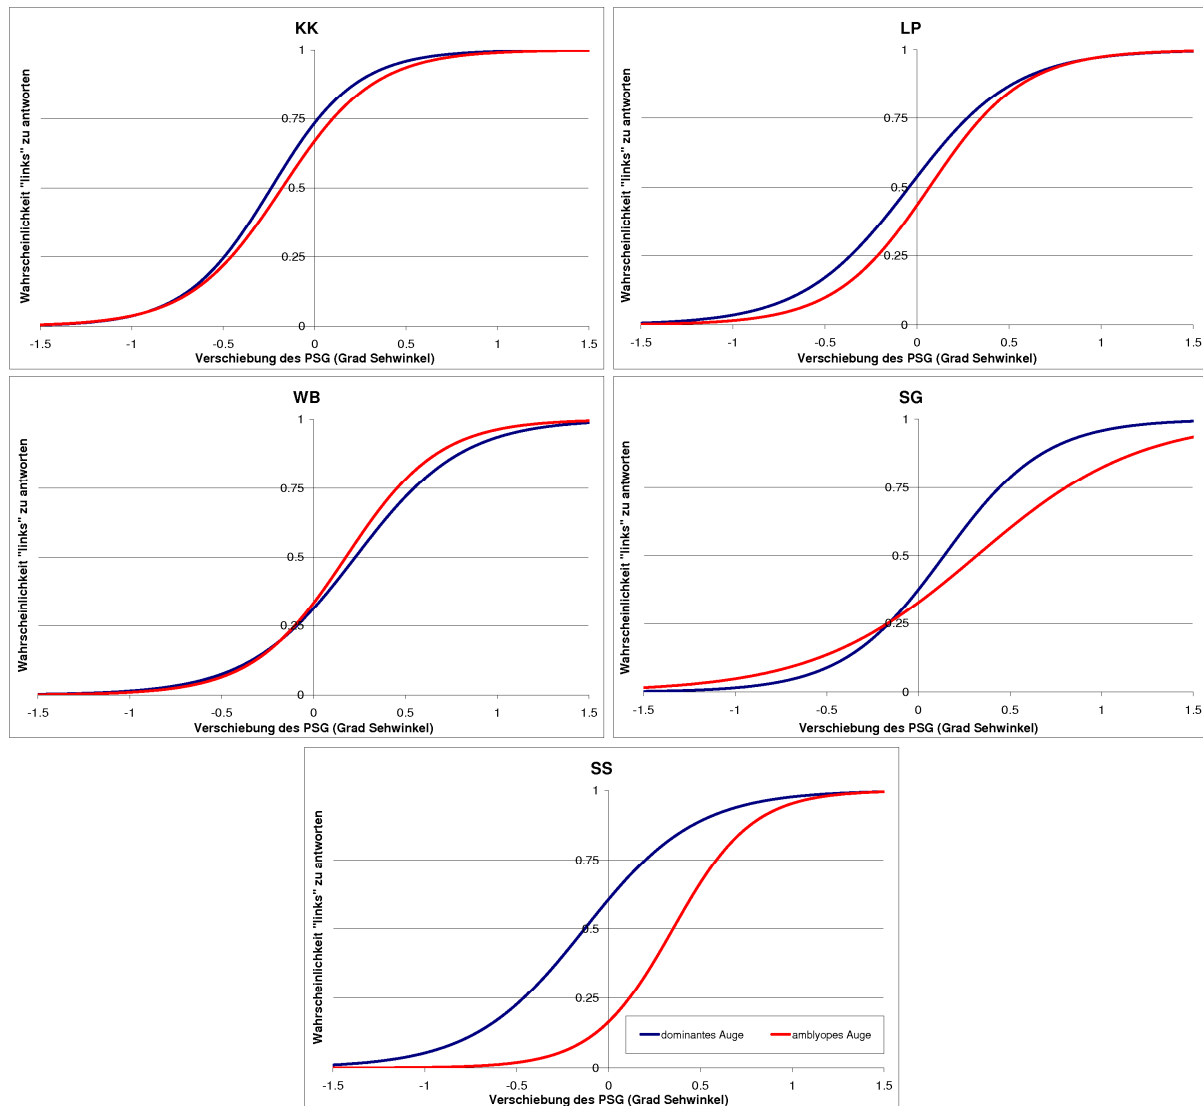 KK
Wahrscheinlichkeit "links" zu antworten
1
0.75
0.5
0.25
0
-1.5 -1 -0.5 0 0.5 1 1.5
Verschiebung des PSG (Grad Sehwinkel)
LP
Wahrscheinlichkeit "links" zu antworten
1
0.75
0.5
0.25
0
-1.5 -1 -0.5 0 0.5 1 1.5
Verschiebung des PSG (Grad Sehwinkel)
WB
Wahrscheinlichkeit "links" zu antworten
1
0.75
0.5
0.25
0
-1.5 -1 -0.5 0 0.5 1 1.5
Verschiebung des PSG (Grad Sehwinkel)
SG
Wahrscheinlichkeit "links" zu antworten
1
0.75
0.5
0.25
0
-1.5 -1 -0.5 0 0.5 1 1.5
Verschiebung des PSG (Grad Sehwinkel)
SS
Wahrscheinlichkeit "links" zu antworten
1
0.75
0.5
0.25
0
dominantes Auge amblyopes Auge
-1.5 -1 -0.5 0 0.5 1 1.5
Verschiebung des PSG (Grad Sehwinkel)